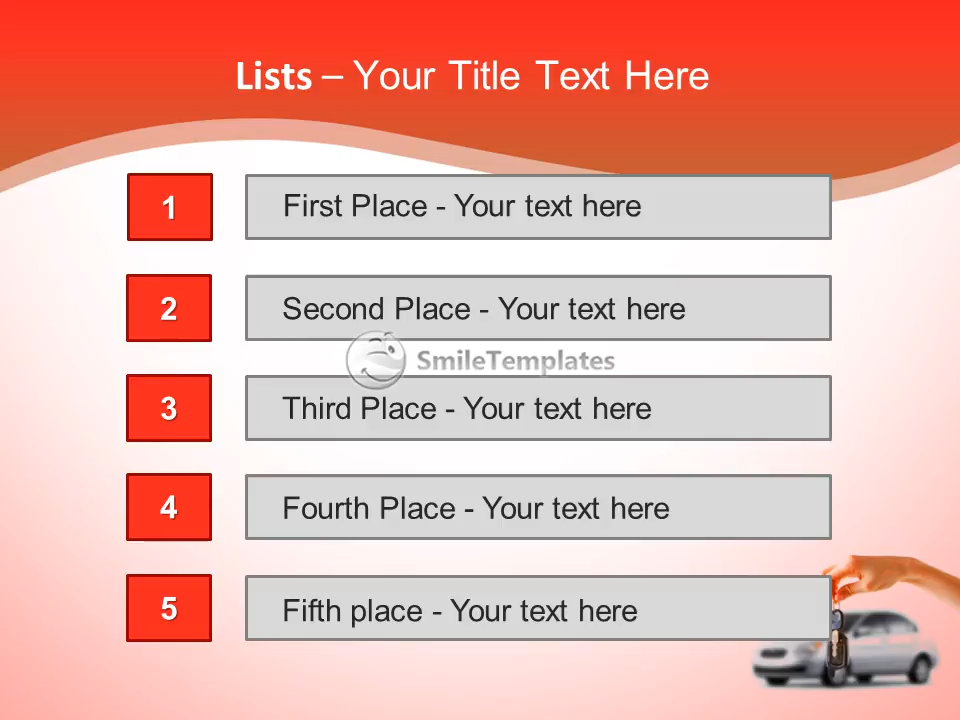 Lists – Your Title Text Here
1
First Place - Your text here
2
Second Place - Your text here
SmileTemplates
3
Third Place - Your text here
4
Fourth Place - Your text here
5
Fifth place - Your text here